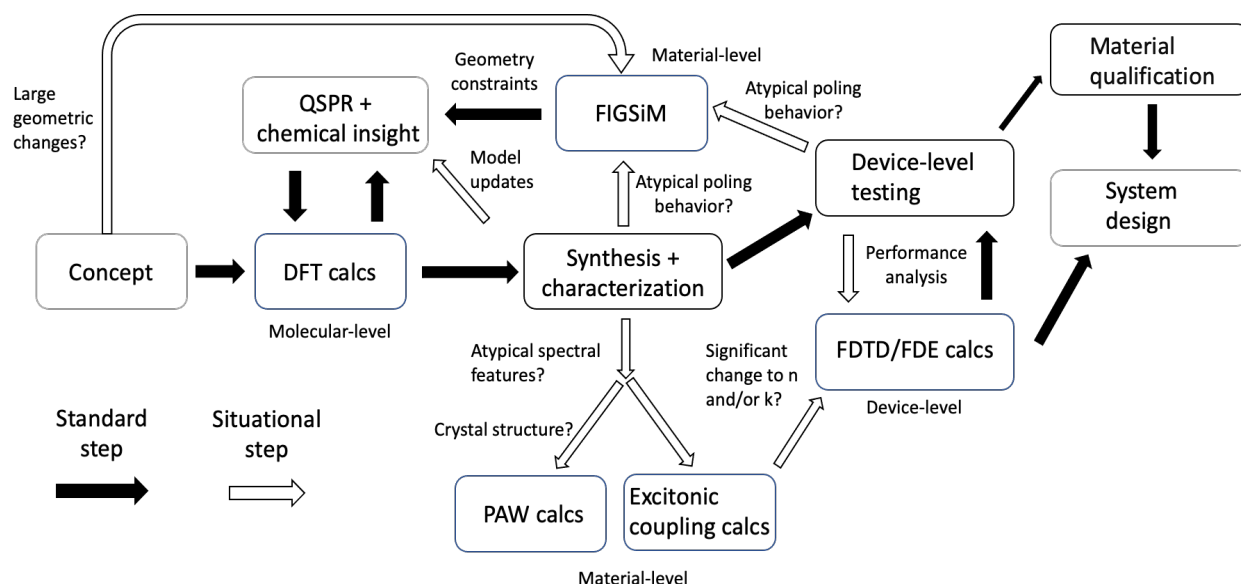 Large
geometric
changes?
Geometry
constraints
Material-level
Material
qualification
QSPR +
chemical insight
FIGSiM
Atypical poling
behavior?
Model
updates
Atypical poling
behavior?
Device-level
testing
System
design
Concept
DFT calcs
Synthesis +
characterization
Performance
analysis
Molecular-level
Atypical spectral
features?
Significant
change to n
and/or k?
FDTD/FDE calcs
Device-level
Standard
step
Situational
step
Crystal structure?
PAW calcs
Excitonic
coupling calcs
Material-level